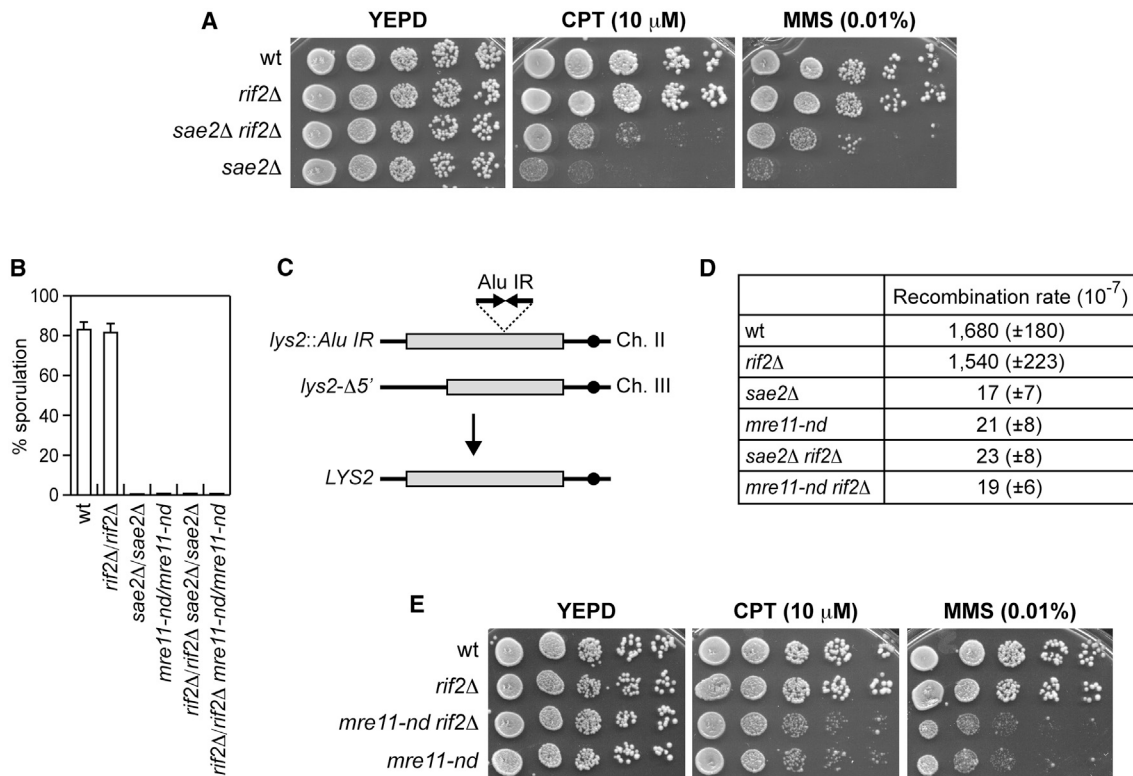 A
YEPD
CPT (10 μM)
MMS (0.01%)
wt
rif2Δ
sae2Δ rif2Δ
sae2Δ
B
% sporulation
100
80
60
40
20
0
wt
rif2Δ/rif2Δ
sae2Δ/sae2Δ
mre11-nd/mre11-nd
rif2Δ/rif2Δ sae2Δ/sae2Δ
rif2Δ/rif2Δ mre11-nd/mre11-nd
C
Alu IR
lys2::Alu IR Ch. II
lys2-Δ5' Ch. III
LYS2
D
Recombination rate (10-7)
wt 1,680 (±180)
rif2Δ 1,540 (±223)
sae2Δ 17 (±7)
mre11-nd 21 (±8)
sae2Δ rif2Δ 23 (±8)
mre11-nd rif2Δ 19 (±6)
E
YEPD
CPT (10 μM)
MMS (0.01%)
wt
rif2Δ
mre11-nd rif2Δ
mre11-nd